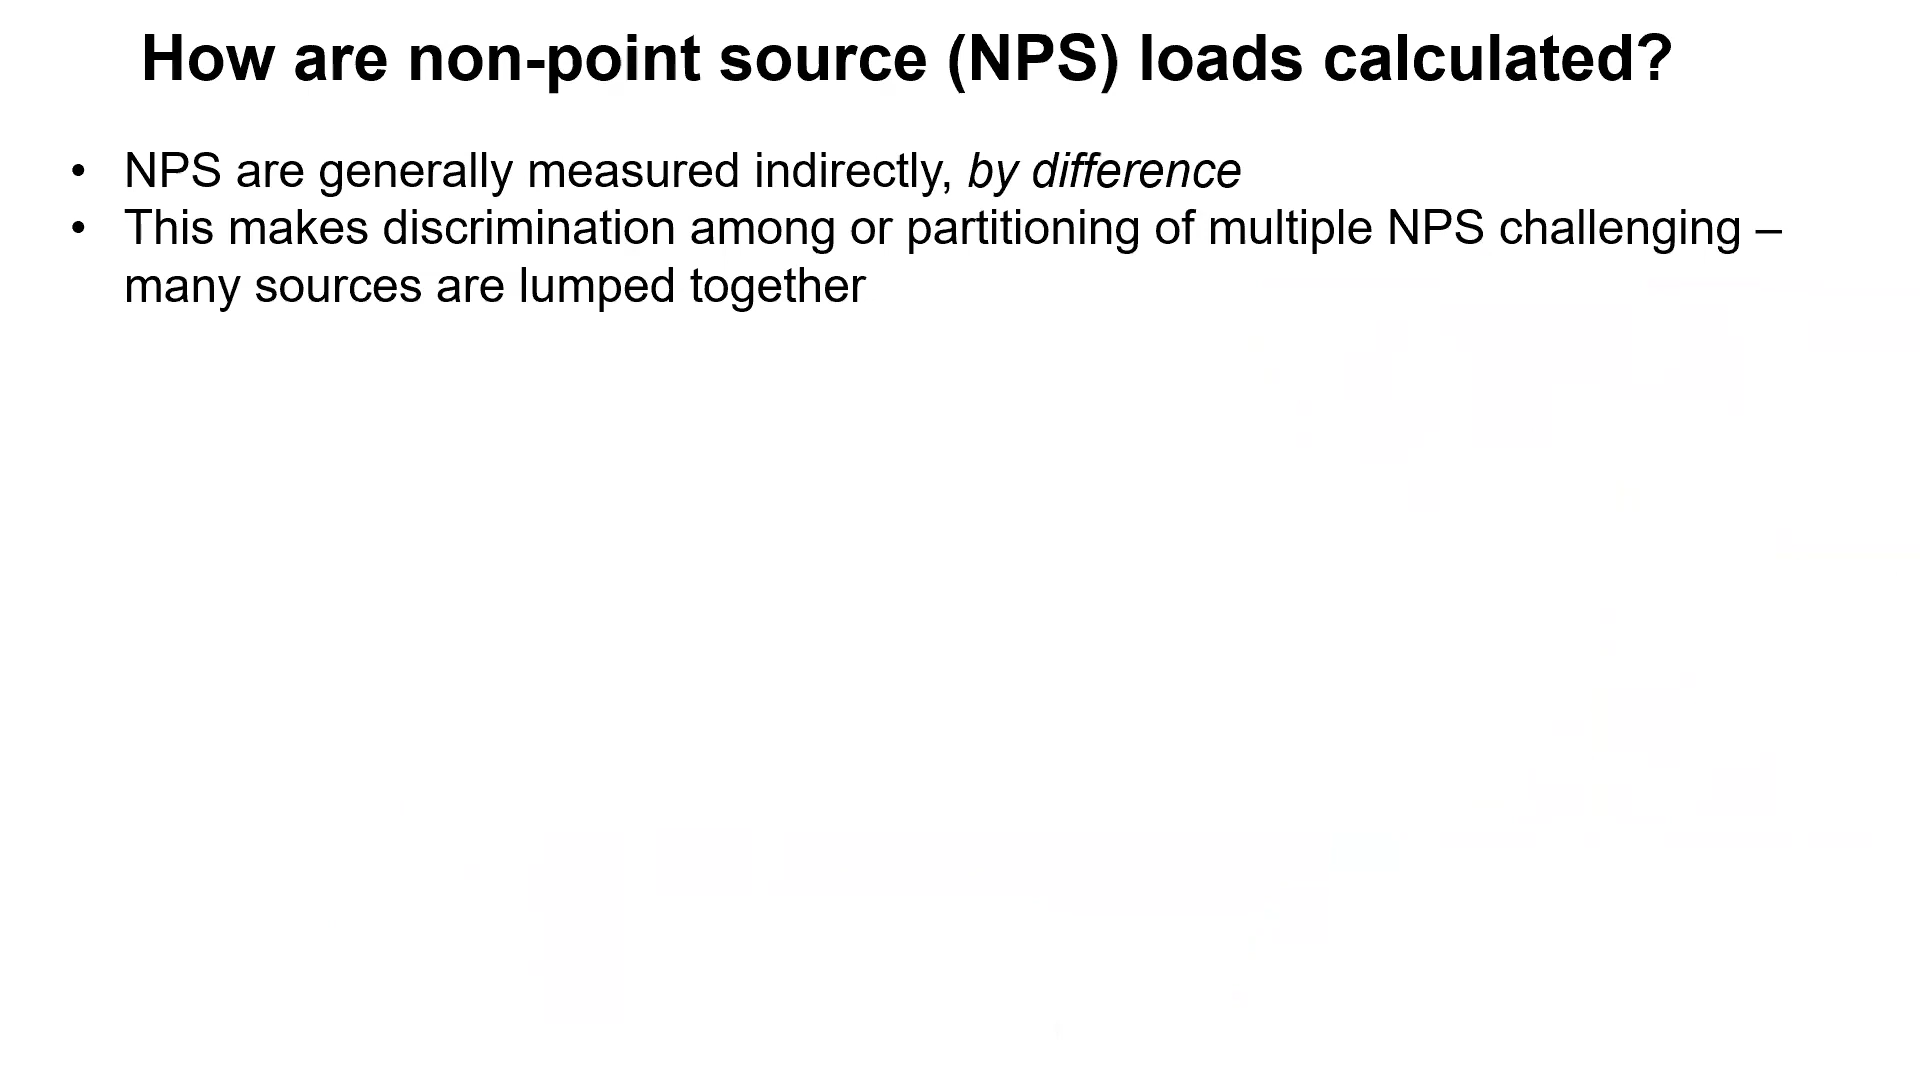 How are non-point source (NPS) loads calculated?
• NPS are generally measured indirectly, by difference
• This makes discrimination among or partitioning of multiple NPS challenging –
many sources are lumped together